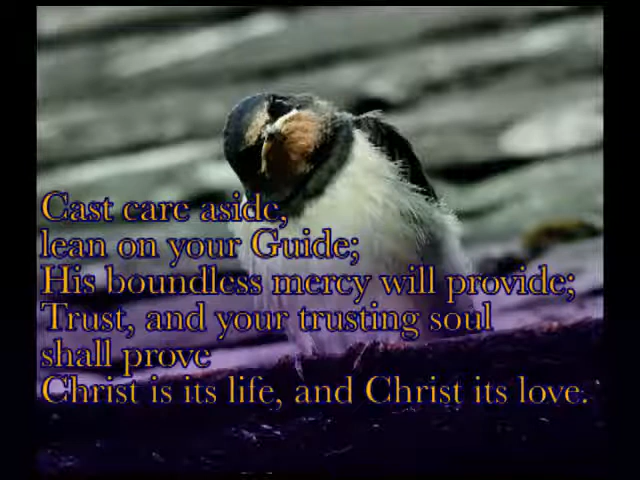 Cast care aside,
lean on your Guide;
His boundless mercy will provide;
Trust, and your trusting soul
shall prove
Christ is its life, and Christ its love.